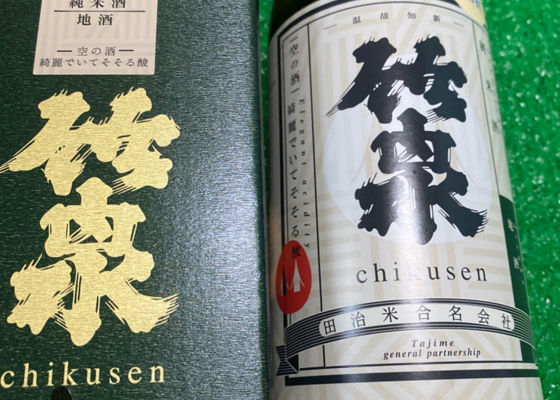 純米酒
地酒
空の酒
綺麗でいてそそる酸
竹泉
chikusen
温故知新
空の酒
綺麗でいてそそる酸
Elegant acidity
竹泉
chikusen
田治米合名会社
Tajime
general partnership